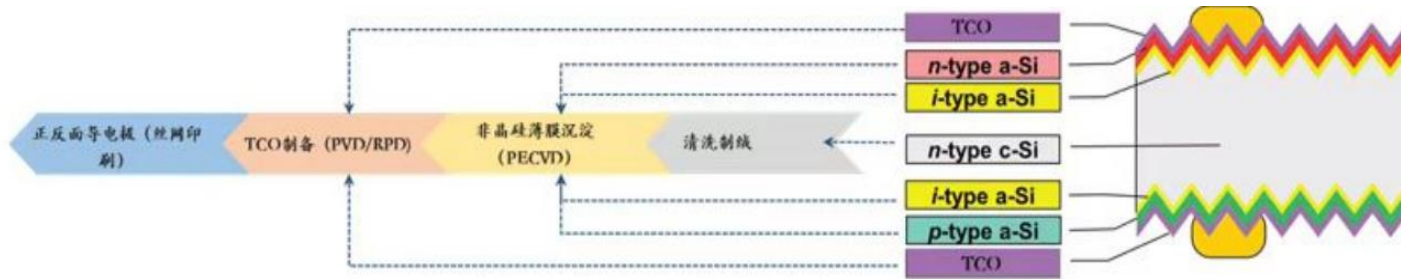 TCO
n-type a-Si
i-type a-Si
正反面导电极（丝网印
刷）
TCO制备（PVD/RPD)
非晶硅薄膜沉淀
（PECVD）
清洗制绒
n-type c-Si
i-type a-Si
p-type a-Si
TCO